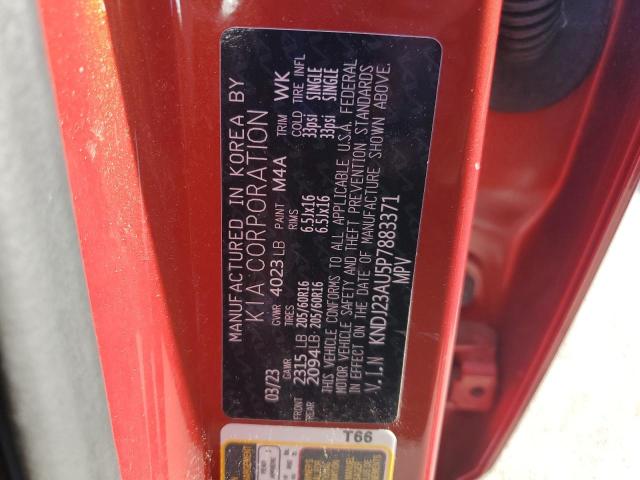 MANUFACTURED IN KOREA BY
KIA CORPORATION
03/23 GVWR 4023 LB PAINT M4A TRIM WK
GAWR TIRES RIMS COLD TIRE INFL
FRONT 2315 LB 205/60R16 6.5Jx16 33psi SINGLE
REAR 2094LB 205/60R16 6.5Jx16 33psi SINGLE
THIS VEHICLE CONFORMS TO ALL APPLICABLE U.S.A. FEDERAL
MOTOR VEHICLE SAFETY AND THEFT PREVENTION STANDARDS
IN EFFECT ON THE DATE OF MANUFACTURE SHOWN ABOVE.
V.I.N KNDJ23AU5P7883371
MPV
T66